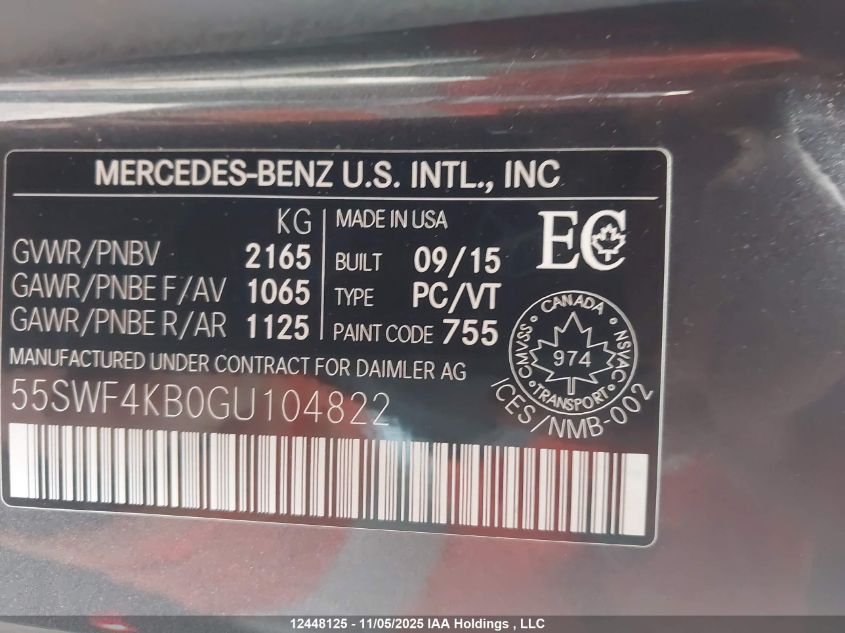 MERCEDES-BENZ U.S. INTL., INC
KG
GVWR/PNBV 2165
GAWR/PNBE F/AV 1065
GAWR/PNBE R/AR 1125
MADE IN USA
BUILT 09/15
TYPE PC/VT
PAINT CODE 755
EC
CANADA
CMVSS NSVAC
974
TRANSPORT
ICES/NMB-002
MANUFACTURED UNDER CONTRACT FOR DAIMLER AG
55SWF4KB0GU104822
12448125 - 11/05/2025 IAA Holdings , LLC